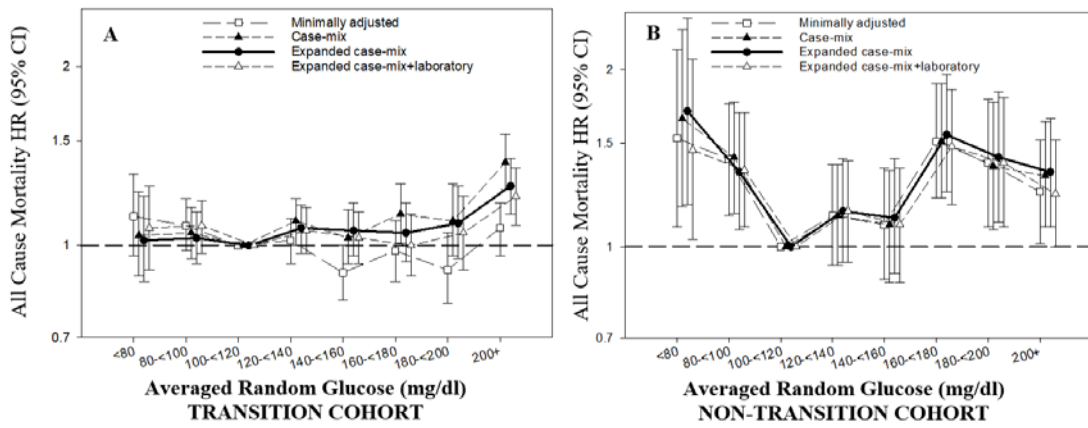 A
Minimally adjusted
Case-mix
Expanded case-mix
Expanded case-mix+laboratory
All Cause Mortality HR (95% CI)
2
1.5
1
0.7
<80
80-<100
100-<120
120-<140
140-<160
160-<180
180-<200
200+
Averaged Random Glucose (mg/dl)
TRANSITION COHORT
B
Minimally adjusted
Case-mix
Expanded case-mix
Expanded case-mix+laboratory
All Cause Mortality HR (95% CI)
2
1.5
1
0.7
<80
80-<100
100-<120
120-<140
140-<160
160-<180
180-<200
200+
Averaged Random Glucose (mg/dl)
NON-TRANSITION COHORT